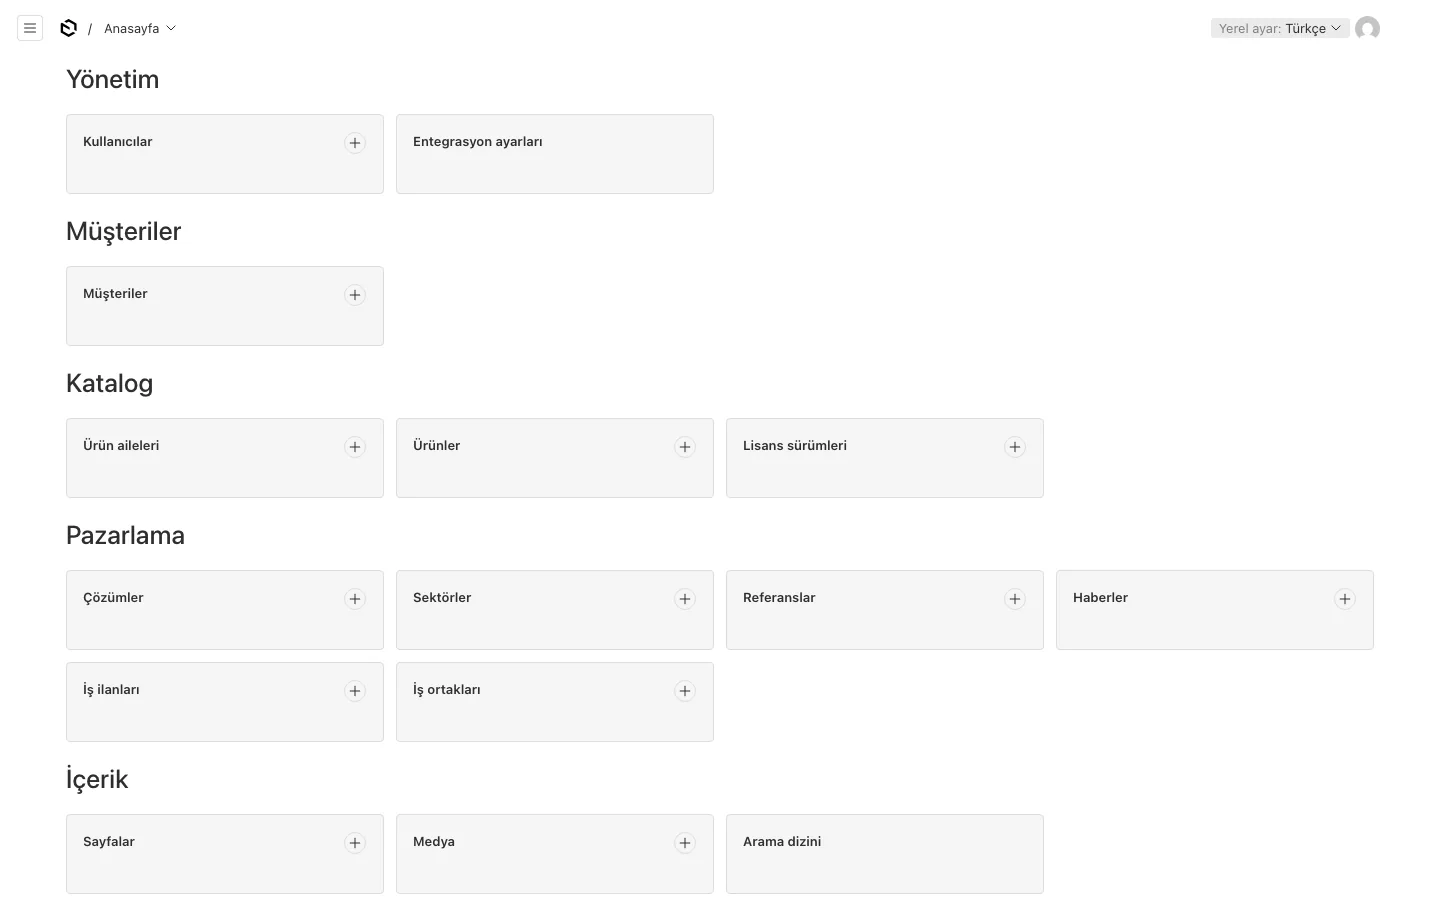 / Anasayfa
Yerel ayar: Türkçe
Yönetim
Kullanıcılar
Entegrasyon ayarları
Müşteriler
Müşteriler
Katalog
Ürün aileleri
Ürünler
Lisans sürümleri
Pazarlama
Çözümler
Sektörler
Referanslar
Haberler
İş ilanları
İş ortakları
İçerik
Sayfalar
Medya
Arama dizini